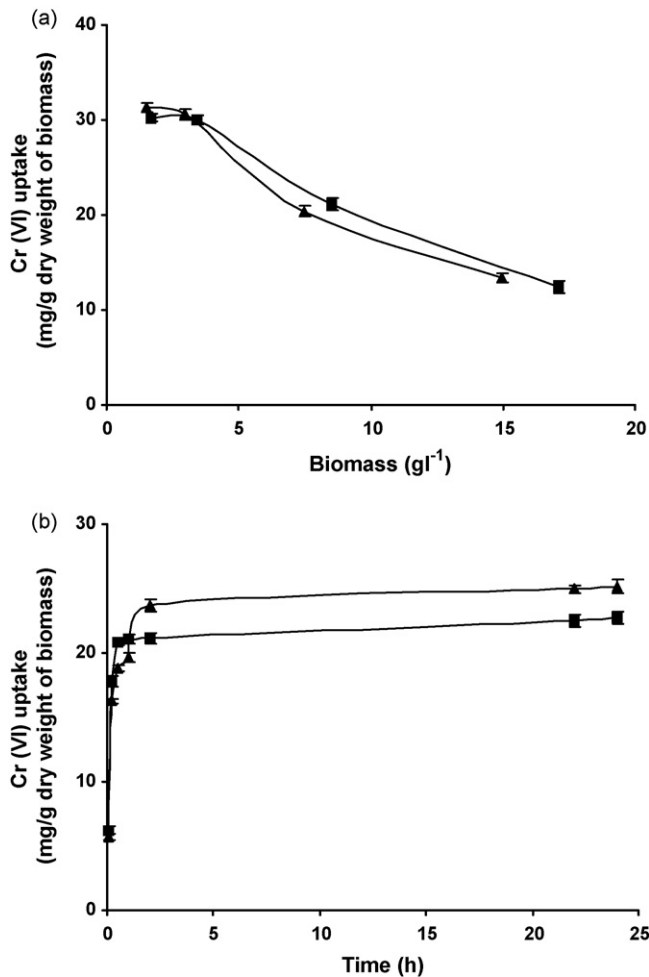 (a)
Cr (VI) uptake
(mg/g dry weight of biomass)
40
30
20
10
0
0 5 10 15 20
Biomass (gl⁻¹)
(b)
Cr (VI) uptake
(mg/g dry weight of biomass)
30
20
10
0
0 5 10 15 20 25
Time (h)